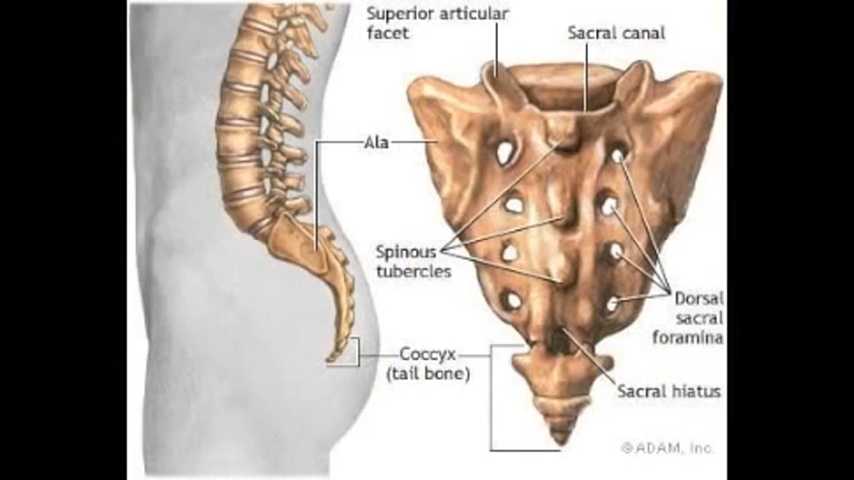 Superior articular
facet
Sacral canal
Ala
Spinous
tubercles
Dorsal
sacral
foramina
Coccyx
(tail bone)
Sacral hiatus
©ADAM, Inc.